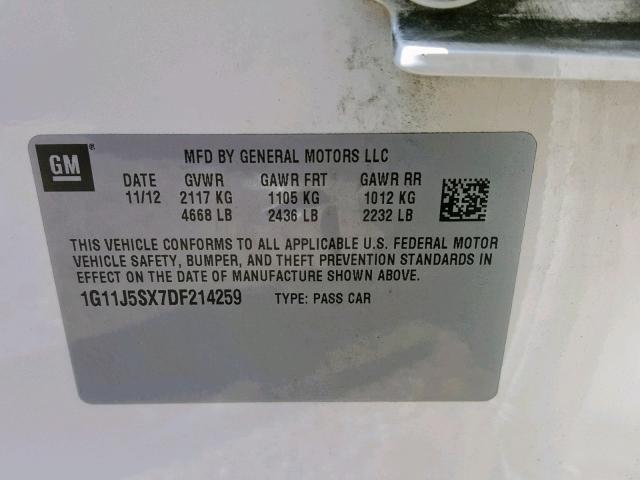 GM
MFD BY GENERAL MOTORS LLC
DATE GVWR GAWR FRT GAWR RR
11/12 2117 KG 1105 KG 1012 KG
4668 LB 2436 LB 2232 LB
THIS VEHICLE CONFORMS TO ALL APPLICABLE U.S. FEDERAL MOTOR
VEHICLE SAFETY, BUMPER, AND THEFT PREVENTION STANDARDS IN
EFFECT ON THE DATE OF MANUFACTURE SHOWN ABOVE.
1G11J5SX7DF214259 TYPE: PASS CAR